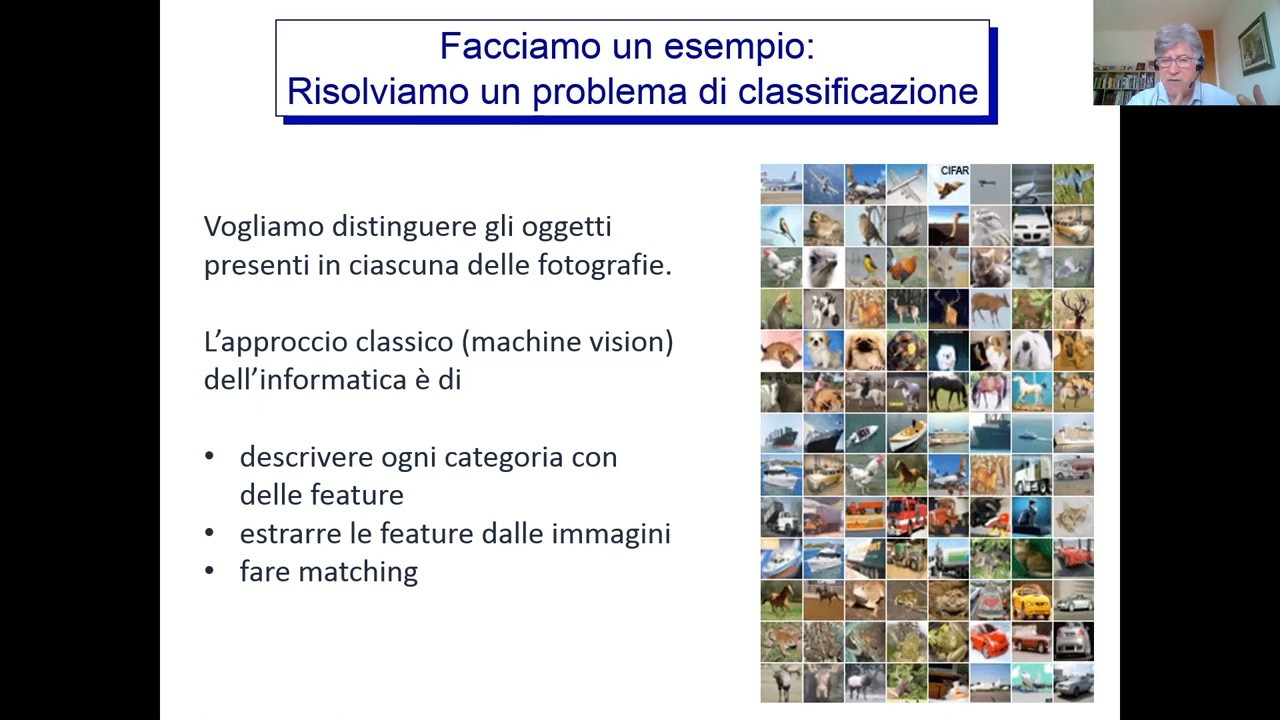 Facciamo un esempio:
Risolviamo un problema di classificazione
CIFAR
Vogliamo distinguere gli oggetti
presenti in ciascuna delle fotografie.
L’approccio classico (machine vision)
dell’informatica è di
• descrivere ogni categoria con
delle feature
• estrarre le feature dalle immagini
• fare matching